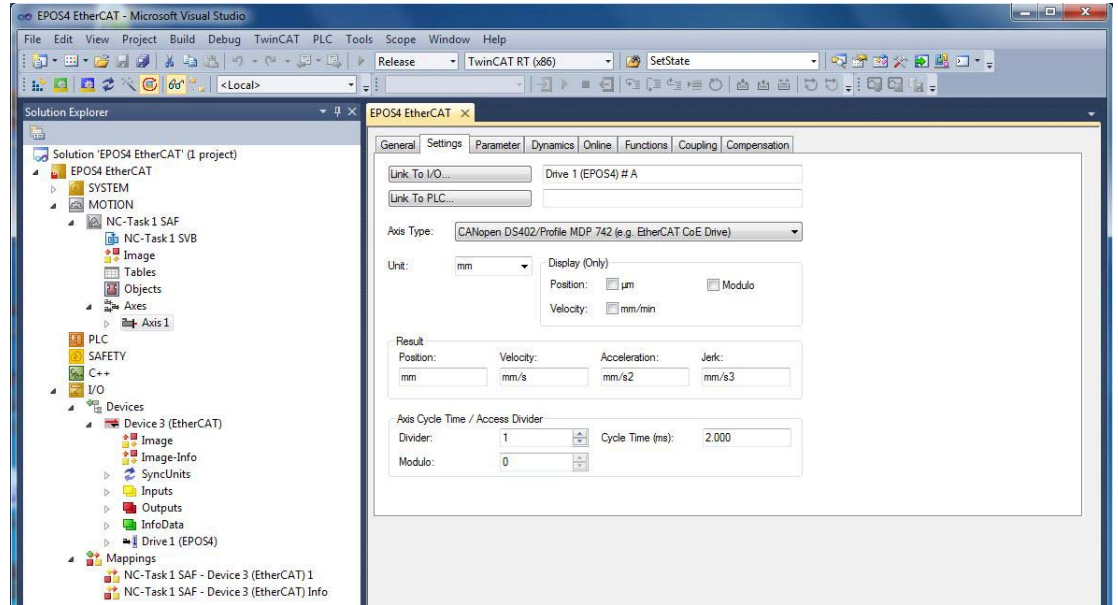 EPOS4 EtherCAT - Microsoft Visual Studio
File Edit View Project Build Debug TwinCAT PLC Tools Scope Window Help
Release TwinCAT RT (x86) SetState
<Local>
Solution Explorer
EPOS4 EtherCAT
Solution 'EPOS4 EtherCAT' (1 project)
EPOS4 EtherCAT
SYSTEM
MOTION
NC-Task 1 SAF
NC-Task 1 SVB
Image
Tables
Objects
Axes
Axis 1
PLC
SAFETY
C++
I/O
Devices
Device 3 (EtherCAT)
Image
Image-Info
SyncUnits
Inputs
Outputs
InfoData
Drive 1 (EPOS4)
Mappings
NC-Task 1 SAF - Device 3 (EtherCAT) 1
NC-Task 1 SAF - Device 3 (EtherCAT) Info
General Settings Parameter Dynamics Online Functions Coupling Compensation
Link To I/O... Drive 1 (EPOS4) # A
Link To PLC...
Axis Type: CANopen DS402/Profile MDP 742 (e.g. EtherCAT CoE Drive)
Unit: mm Display (Only)
Position: µm Modulo
Velocity: mm/min
Result
Position: Velocity: Acceleration: Jerk:
mm mm/s mm/s2 mm/s3
Axis Cycle Time / Access Divider
Divider: 1 Cycle Time (ms): 2.000
Modulo: 0